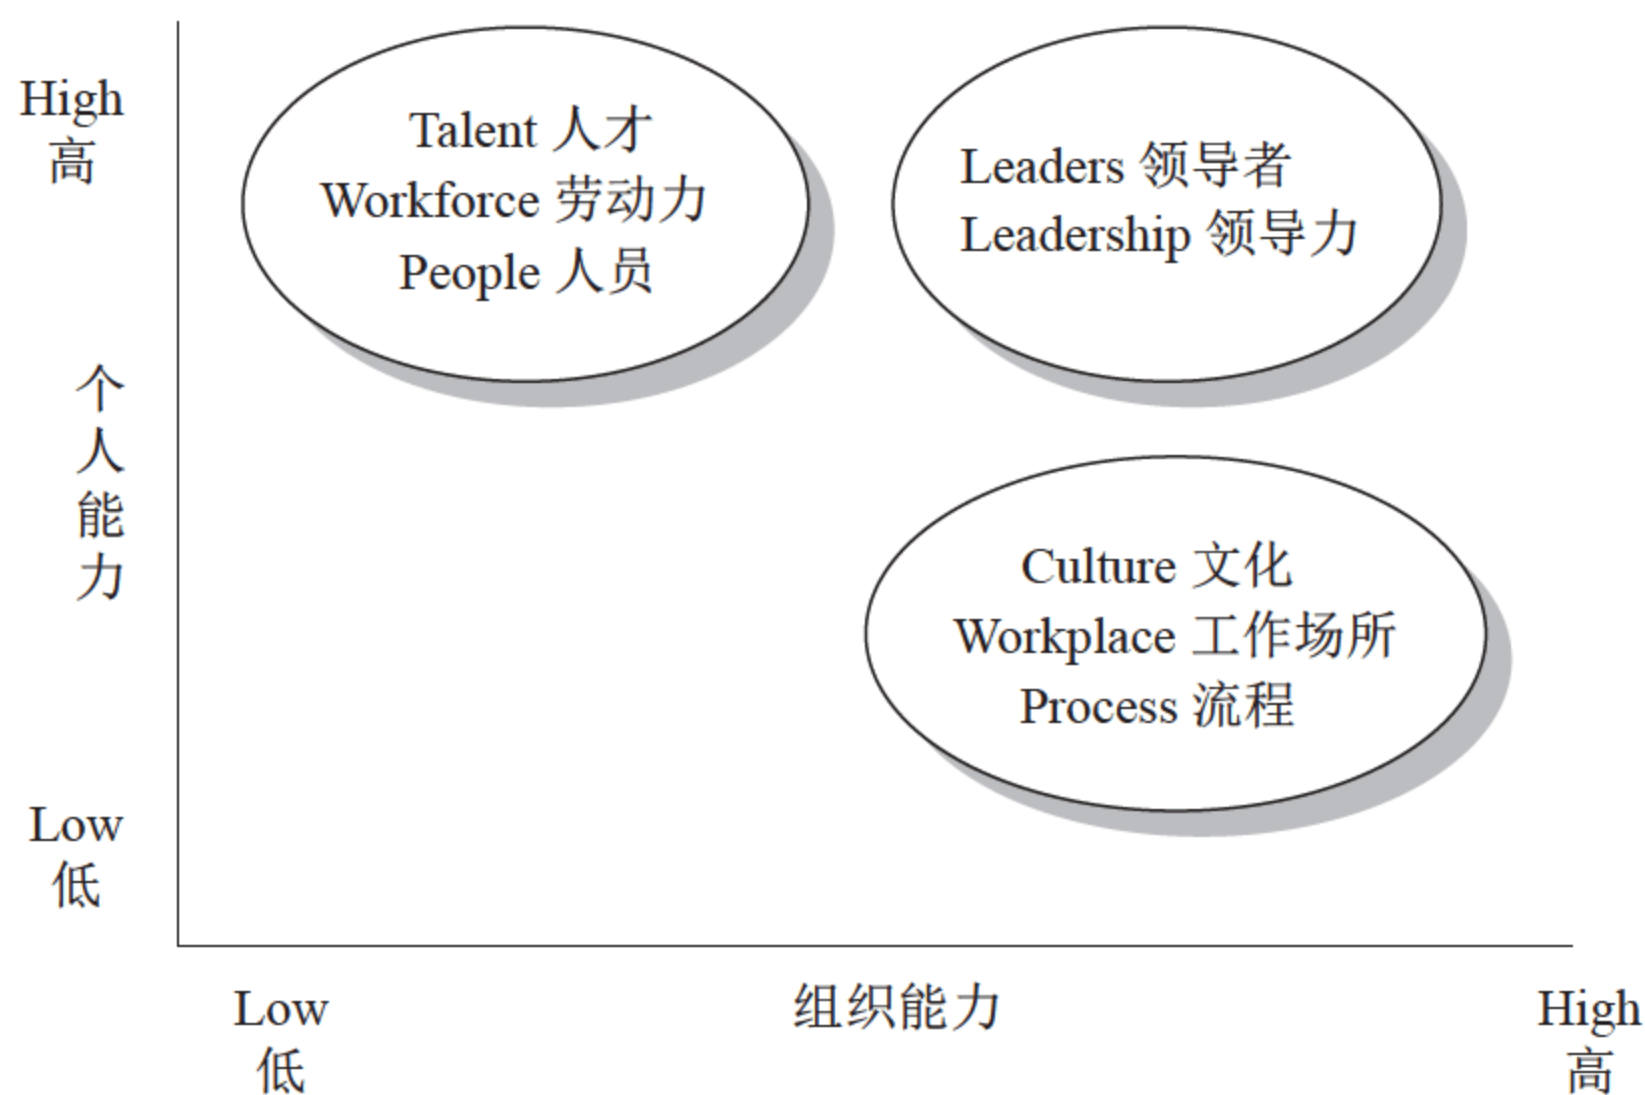 High
高
Talent 人才
Workforce 劳动力
People 人员
Leaders 领导者
Leadership 领导力
个人能力
Culture 文化
Workplace 工作场所
Process 流程
Low
低
Low
低
组织能力
High
高